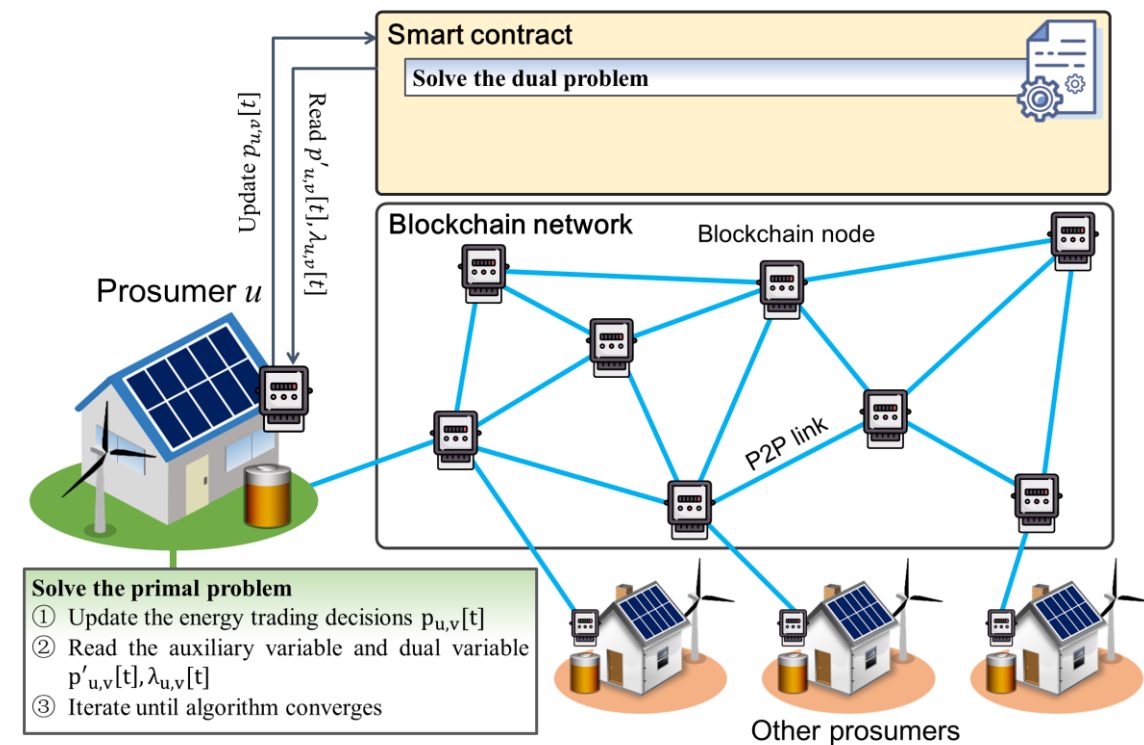 Smart contract
Solve the dual problem
Update p_{u,v}[t]
Read p′_{u,v}[t], λ_{u,v}[t]
Blockchain network
Blockchain node
Prosumer u
P2P link
Solve the primal problem
① Update the energy trading decisions p_{u,v}[t]
② Read the auxiliary variable and dual variable
p′_{u,v}[t], λ_{u,v}[t]
③ Iterate until algorithm converges
Other prosumers